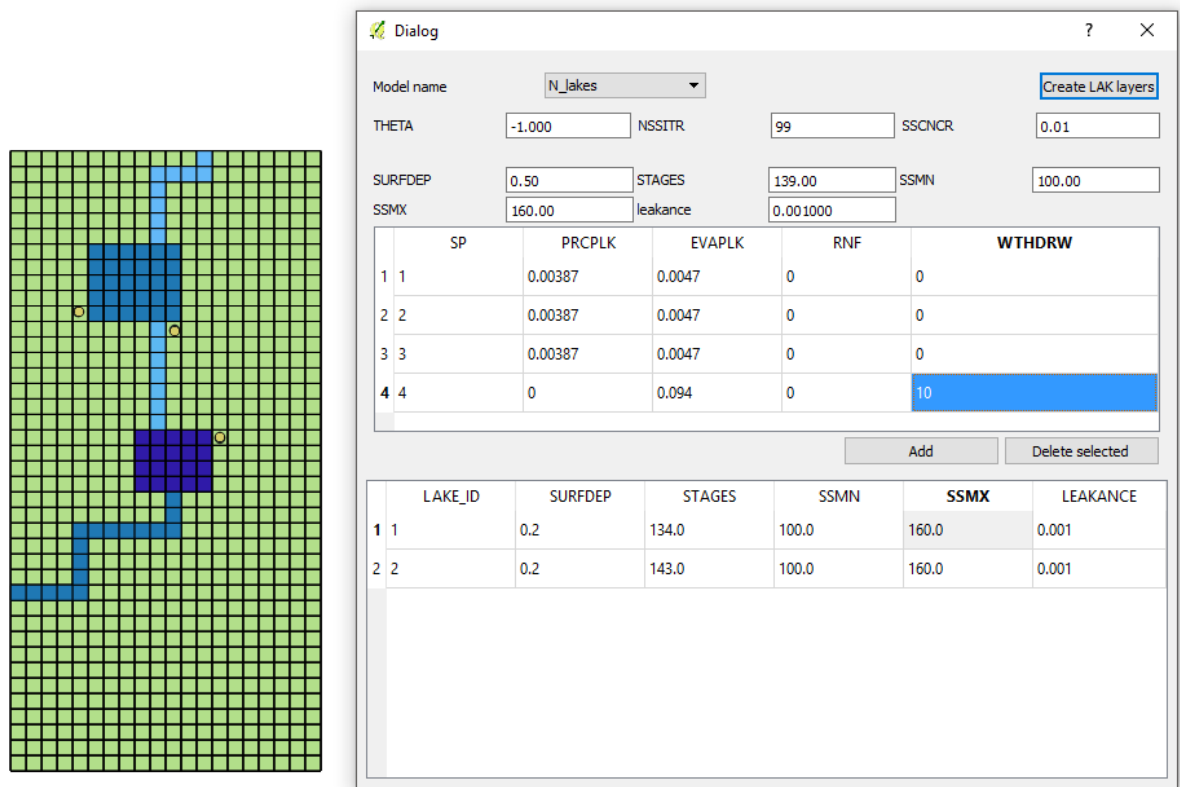 Dialog ?
Model name N_lakes Create LAK layers
THETA -1.000 NSSITR 99 SSCNCR 0.01
SURFDEP 0.50 STAGES 139.00 SSMN 100.00
SSMX 160.00 leakance 0.001000
SP PRCPLK EVAPLK RNF WTHDRW
1 1 0.00387 0.0047 0 0
2 2 0.00387 0.0047 0 0
3 3 0.00387 0.0047 0 0
4 4 0 0.094 0 10
Add Delete selected
LAKE_ID SURFDEP STAGES SSMN SSMX LEAKANCE
1 1 0.2 134.0 100.0 160.0 0.001
2 2 0.2 143.0 100.0 160.0 0.001